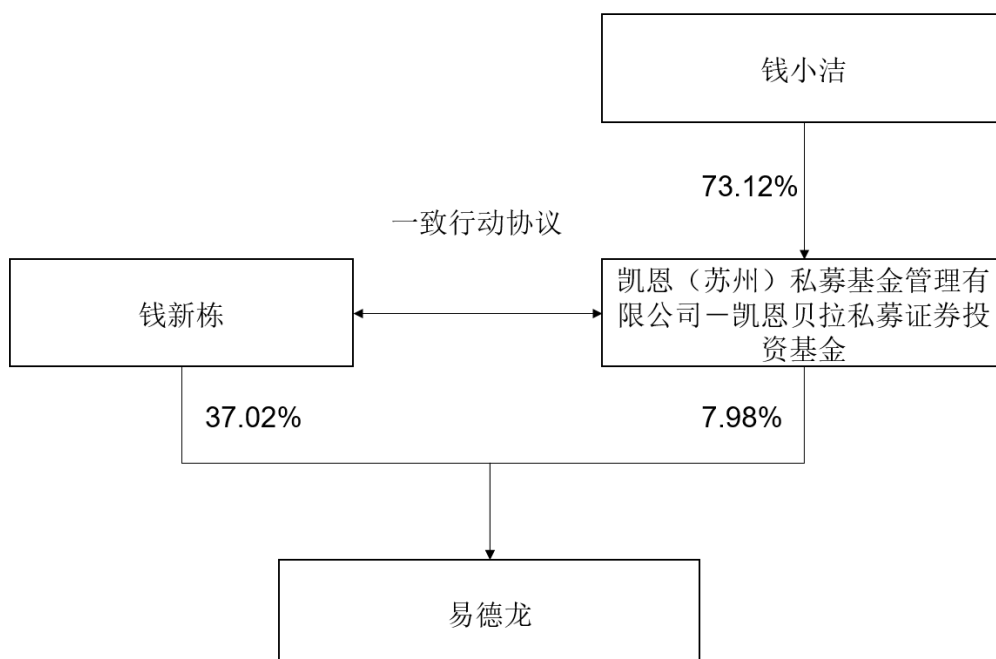 钱小洁
73.12%
一致行动协议
钱新栋
凯恩（苏州）私募基金管理有
限公司－凯恩贝拉私募证券投
资基金
37.02%
7.98%
易德龙